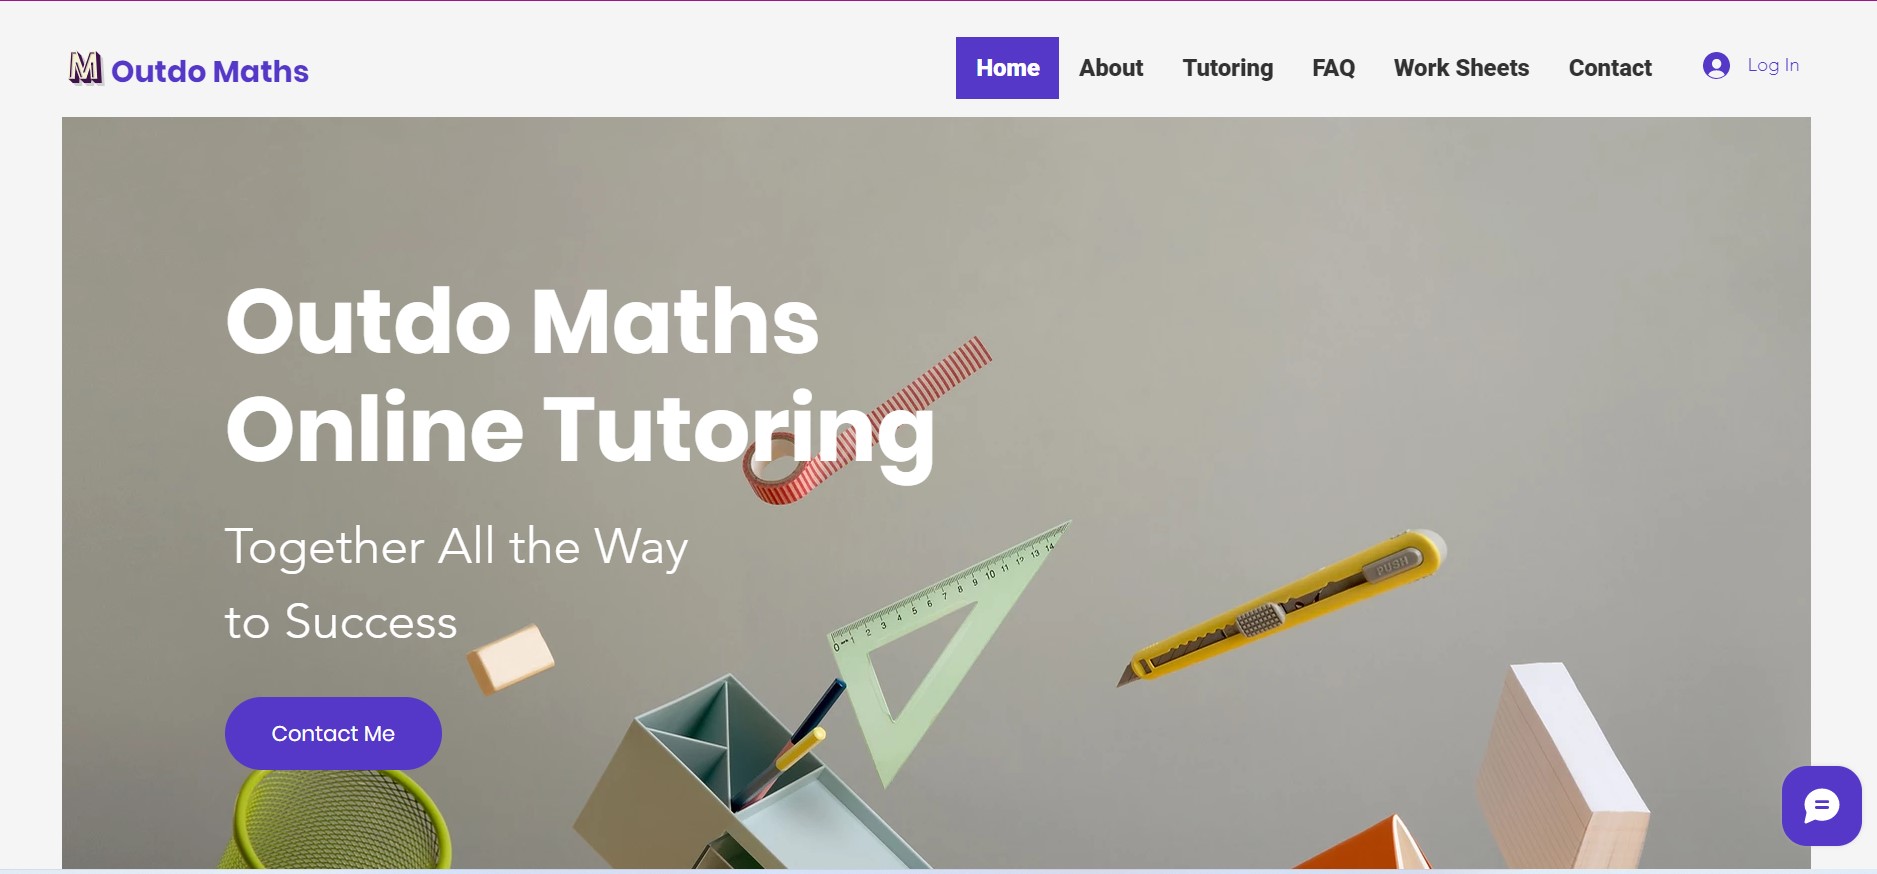 M Outdo Maths
Home About Tutoring FAQ Work Sheets Contact Log In
Outdo Maths
Online Tutoring
Together All the Way
to Success
Contact Me
PUSH
0 1 2 3 4 5 6 7 8 9 10 11 12 13 14